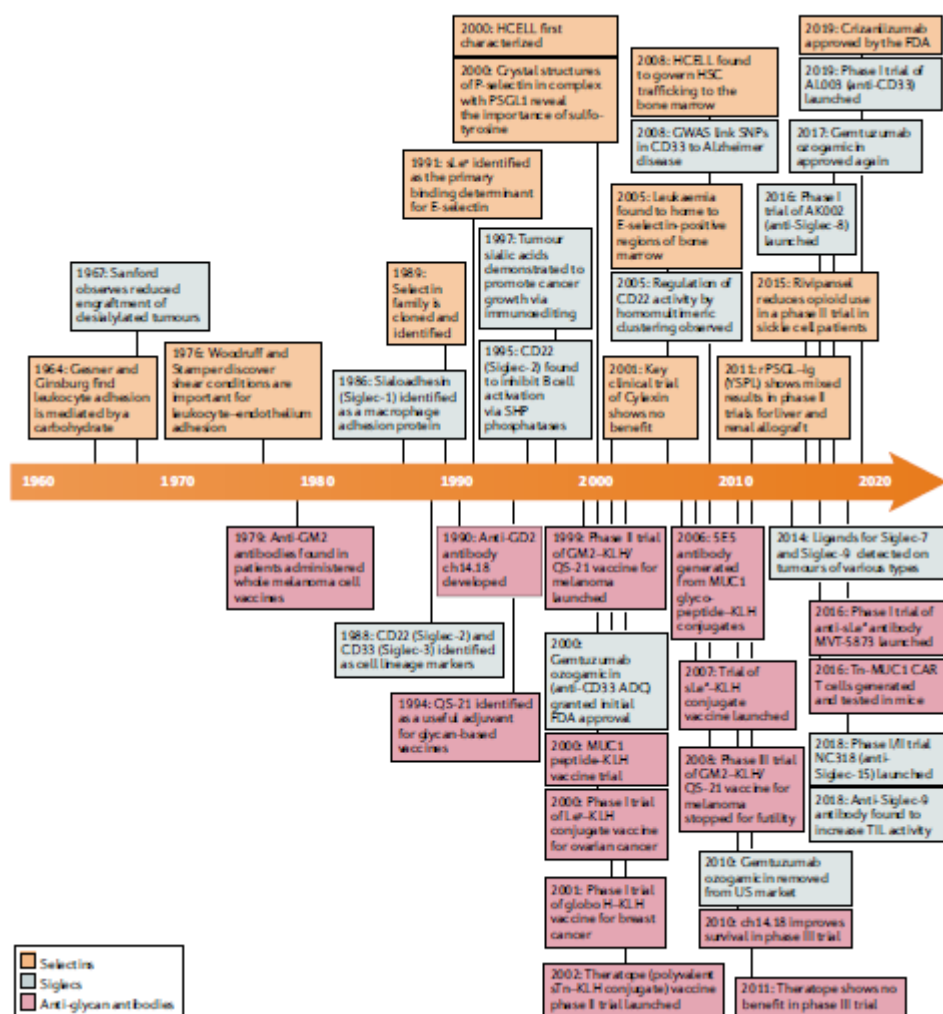 2000: HCELL first
characterized
2000: Crystal structures
of P-selectin in complex
with PSGL1 reveal
the importance of sulfo-
tyrosine
2008: HCELL found
to govern HSC
trafficking to the
bone marrow
2008: GWAS link SNPs
in CD33 to Alzheimer
disease
2019: Crizanlizumab
approved by the FDA
2019: Phase I trial of
AL003 (anti-CD33)
launched
2017: Gemtuzumab
ozogamicin
approved again
1991: sLeˣ identified
as the primary
binding determinant
for E-selectin
2005: Leukaemia
found to home to
E-selectin-positive
regions of bone
marrow
2016: Phase I
trial of AK002
(anti-Siglec-8)
launched
1967: Sanford
observes reduced
engraftment of
desialylated tumours
1989:
Selectin
family is
cloned and
identified
1997: Tumour
sialic acids
demonstrated to
promote cancer
growth via
immunoediting
2005: Regulation of
CD22 activity by
homomultimeric
clustering observed
2015: Rivipansel
reduces opioid use
in a phase II trial in
sickle cell patients
1964: Gesner and
Ginsburg find
leukocyte adhesion
is mediated by a
carbohydrate
1976: Woodruff and
Stamper discover
shear conditions are
important for
leukocyte–endothelium
adhesion
1986: Sialoadhesin
(Siglec-1) identified
as a macrophage
adhesion protein
1995: CD22
(Siglec-2) found
to inhibit B cell
activation
via SHP
phosphatases
2001: Key
clinical trial
of Cylexin
shows no
benefit
2011: rPSGL–Ig
(YSPL) shows mixed
results in phase II
trials for liver and
renal allograft
1960 1970 1980 1990 2000 2010 2020
1979: Anti-GM2
antibodies found in
patients administered
whole melanoma cell
vaccines
1990: Anti-GD2
antibody
ch14.18
developed
1999: Phase II trial
of GM2–KLH/
QS-21 vaccine for
melanoma
launched
2006: 5E5
antibody
generated
from MUC1
glyco-
peptide–KLH
conjugates
2014: Ligands for Siglec-7
and Siglec-9 detected on
tumours of various types
1988: CD22 (Siglec-2) and
CD33 (Siglec-3) identified
as cell lineage markers
2000:
Gemtuzumab
ozogamicin
(anti-CD33 ADC)
granted initial
FDA approval
2007: Trial of
sLeᵃ–KLH
conjugate
vaccine launched
2016: Phase I trial of
anti-sLeᵃ antibody
MVT-5873 launched
2016: Tn-MUC1 CAR
T cells generated
and tested in mice
1994: QS-21 identified
as a useful adjuvant
for glycan-based
vaccines
2000: MUC1
peptide–KLH
vaccine trial
2008: Phase III trial
of GM2–KLH/
QS-21 vaccine for
melanoma
stopped for futility
2018: Phase I/II trial
NC318 (anti-
Siglec-15) launched
2018: Anti-Siglec-9
antibody found to
increase TIL activity
2000: Phase I trial
of Leʸ–KLH
conjugate vaccine
for ovarian cancer
2010: Gemtuzumab
ozogamicin removed
from US market
2001: Phase I trial
of globo H–KLH
vaccine for breast
cancer
2010: ch14.18 improves
survival in phase III trial
2002: Theratope (polyvalent
sTn–KLH conjugate) vaccine
phase II trial launched
2011: Theratope shows no
benefit in phase III trial
Selectins
Siglecs
Anti-glycan antibodies